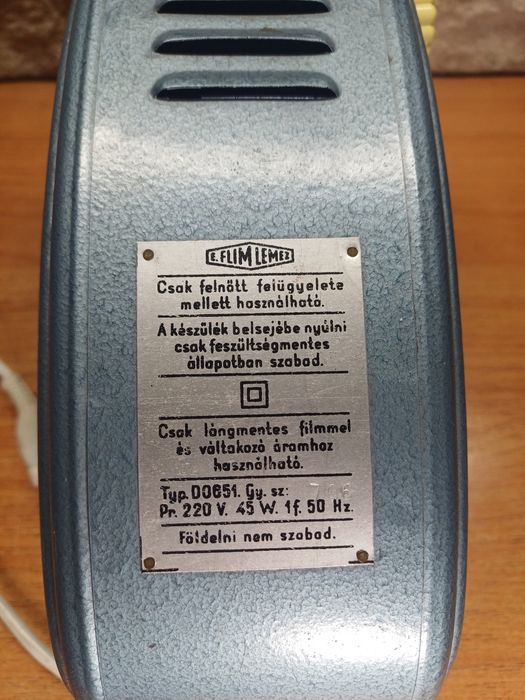 E. FLIM LEMEZ
Csak felnőtt felügyelete
mellett használható.
A készülék belsejébe nyúlni
csak feszültségmentes
állapotban szabad.
Csak lángmentes filmmel
és váltakozó áramhoz
használható.
Typ. D0651. Gy. sz:
Pr. 220 V. 45 W. 1f. 50 Hz.
Földelni nem szabad.